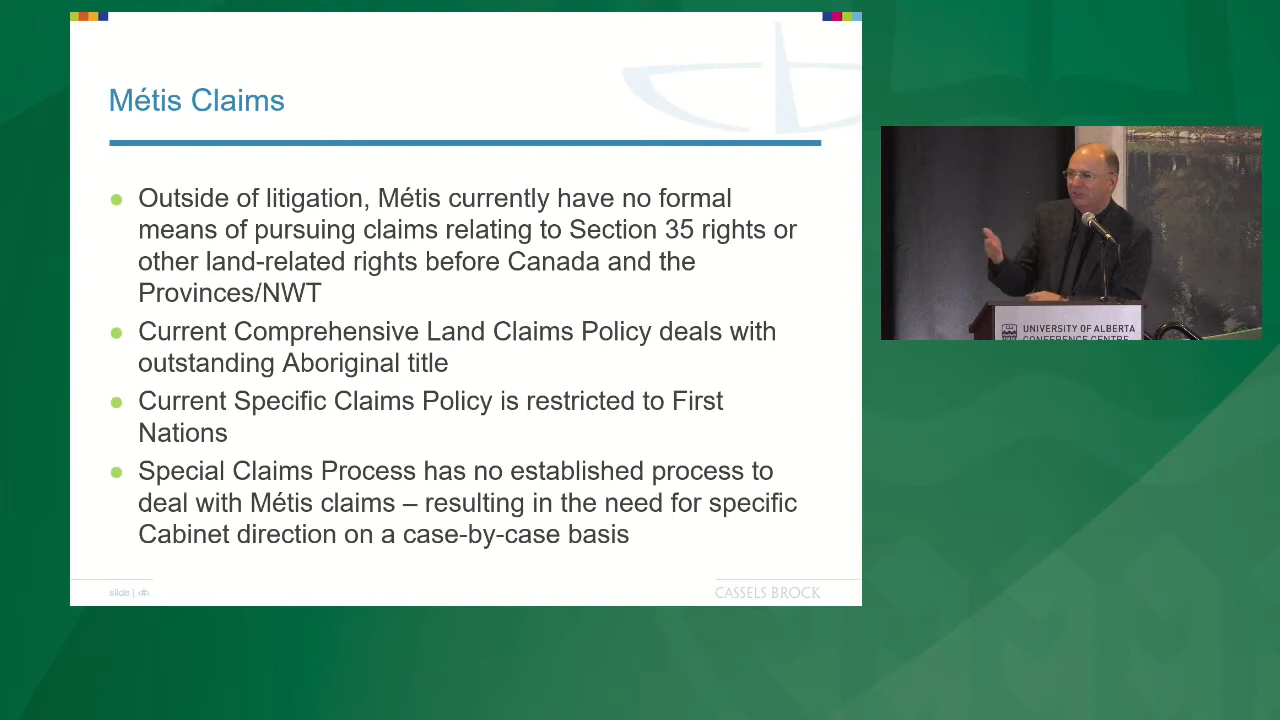 Métis Claims
Outside of litigation, Métis currently have no formal
means of pursuing claims relating to Section 35 rights or
other land-related rights before Canada and the
Provinces/NWT
Current Comprehensive Land Claims Policy deals with
outstanding Aboriginal title
Current Specific Claims Policy is restricted to First
Nations
Special Claims Process has no established process to
deal with Métis claims – resulting in the need for specific
Cabinet direction on a case-by-case basis
slide | ‹#›
CASSELS BROCK
UNIVERSITY OF ALBERTA
CONFERENCE CENTRE